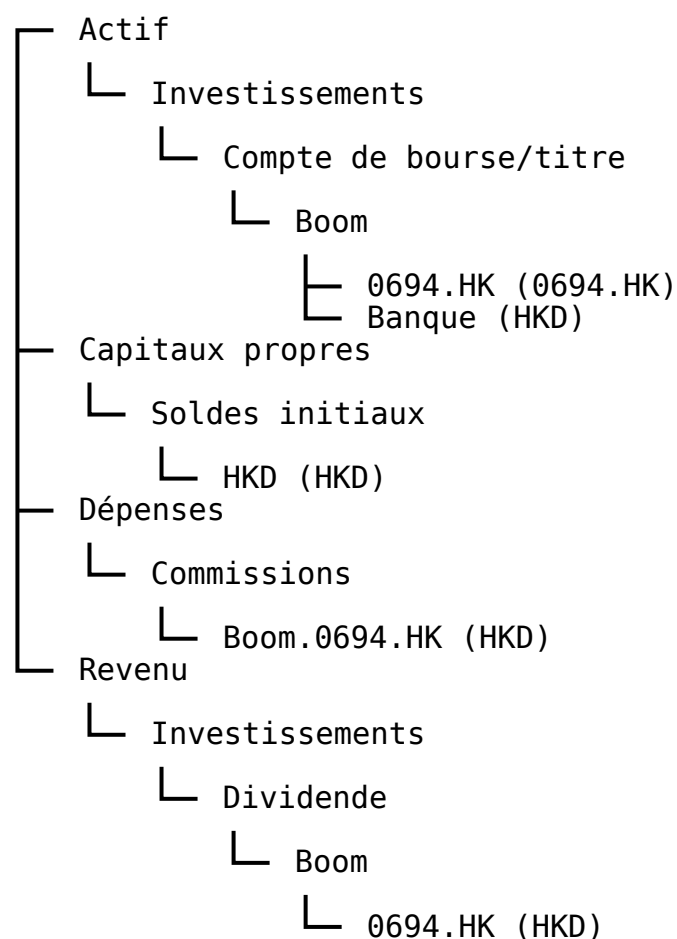 Actif
Investissements
Compte de bourse/titre
Boom
0694.HK (0694.HK)
Banque (HKD)
Capitaux propres
Soldes initiaux
HKD (HKD)
Dépenses
Commissions
Boom.0694.HK (HKD)
Revenu
Investissements
Dividende
Boom
0694.HK (HKD)